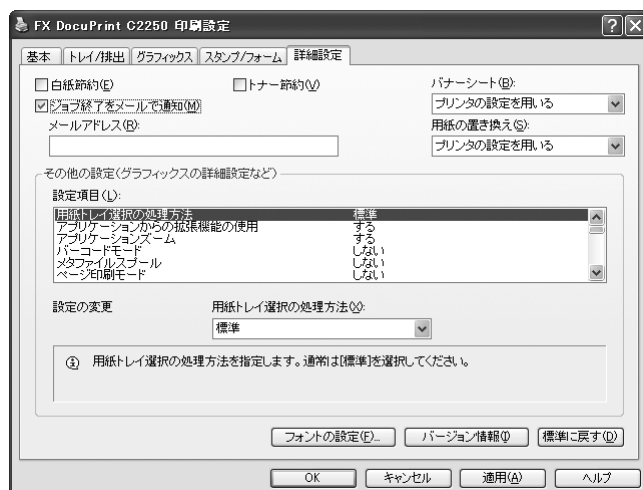 FX DocuPrint C2250 印刷設定
基本 トレイ/排出 グラフィックス スタンプ/フォーム 詳細設定
白紙節約(E) トナー節約(V) バナーシート(B):
ジョブ終了をメールで通知(M) プリンタの設定を用いる
メールアドレス(R): 用紙の置き換え(S):
プリンタの設定を用いる
その他の設定(グラフィックスの詳細設定など)
設定項目(L):
用紙トレイ選択の処理方法 標準
アプリケーションからの拡張機能の使用 する
アプリケーションズーム する
バーコードモード しない
メタファイルスプール しない
ページ印刷モード しない
設定の変更 用紙トレイ選択の処理方法(X):
標準
用紙トレイ選択の処理方法を指定します。通常は[標準]を選択してください。
フォントの設定(F)... バージョン情報(I) 標準に戻す(D)
OK キャンセル 適用(A) ヘルプ